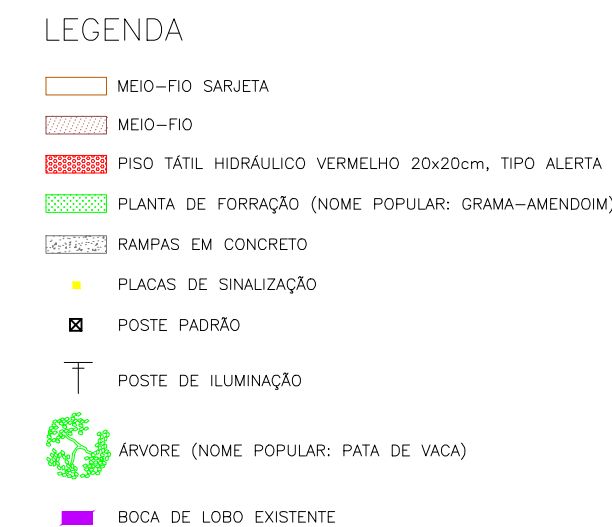 LEGENDA
MEIO-FIO SARJETA
MEIO-FIO
PISO TÁTIL HIDRÁULICO VERMELHO 20x20cm, TIPO ALERTA
PLANTA DE FORRAÇÃO (NOME POPULAR: GRAMA-AMENDOIM)
RAMPAS EM CONCRETO
PLACAS DE SINALIZAÇÃO
POSTE PADRÃO
POSTE DE ILUMINAÇÃO
ÁRVORE (NOME POPULAR: PATA DE VACA)
BOCA DE LOBO EXISTENTE